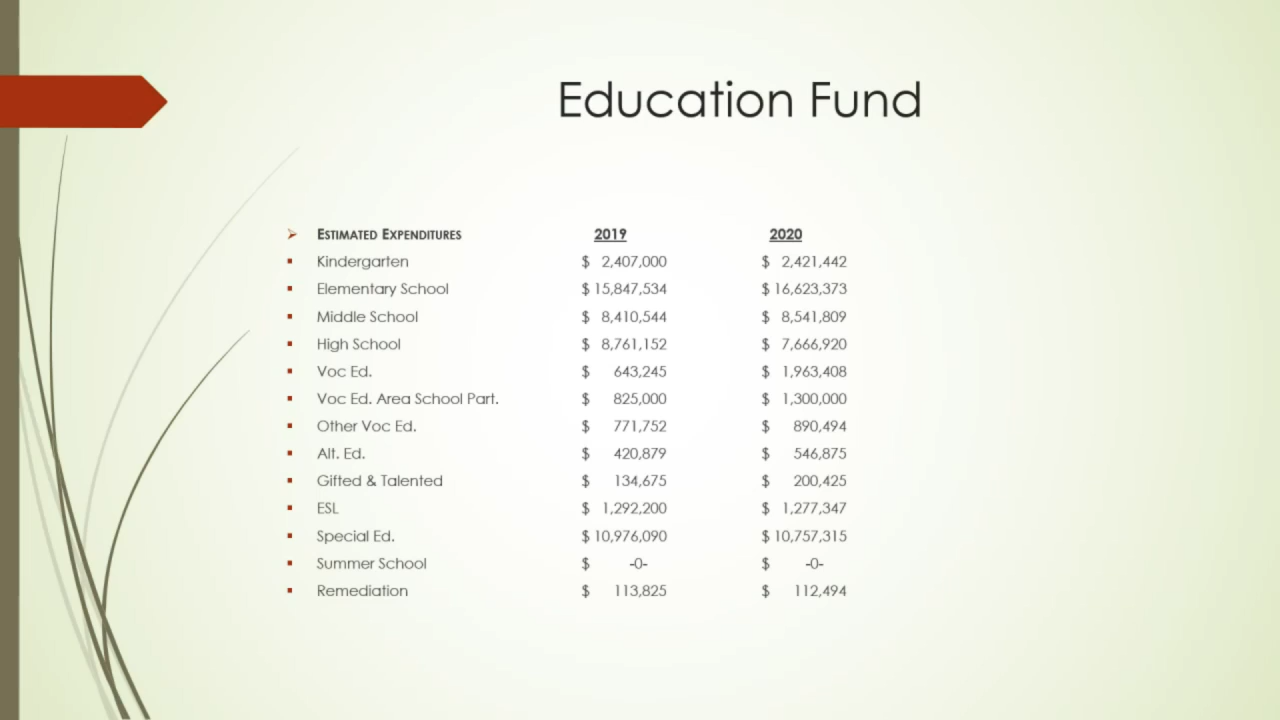 Education Fund
➢ ESTIMATED EXPENDITURES 2019 2020
▪ Kindergarten $ 2,407,000 $ 2,421,442
▪ Elementary School $ 15,847,534 $ 16,623,373
▪ Middle School $ 8,410,544 $ 8,541,809
▪ High School $ 8,761,152 $ 7,666,920
▪ Voc Ed. $ 643,245 $ 1,963,408
▪ Voc Ed. Area School Part. $ 825,000 $ 1,300,000
▪ Other Voc Ed. $ 771,752 $ 890,494
▪ Alt. Ed. $ 420,879 $ 546,875
▪ Gifted & Talented $ 134,675 $ 200,425
▪ ESL $ 1,292,200 $ 1,277,347
▪ Special Ed. $ 10,976,090 $ 10,757,315
▪ Summer School $ -0- $ -0-
▪ Remediation $ 113,825 $ 112,494